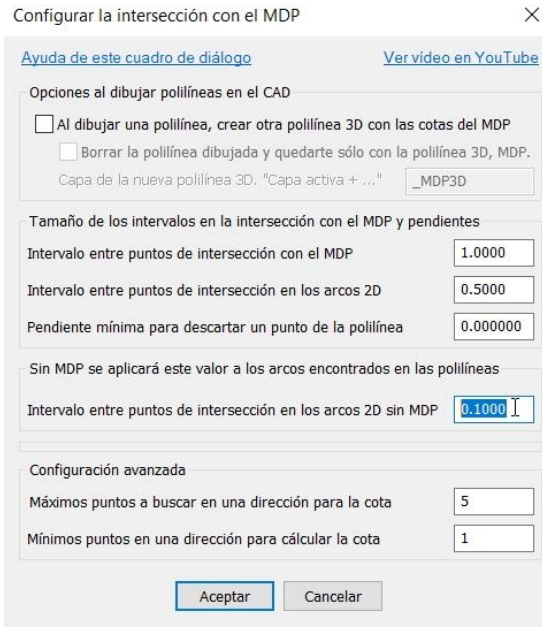 Configurar la intersección con el MDP
Ayuda de este cuadro de diálogo Ver vídeo en YouTube
Opciones al dibujar polilíneas en el CAD
Al dibujar una polilínea, crear otra polilínea 3D con las cotas del MDP
Borrar la polilínea dibujada y quedarte sólo con la polilínea 3D, MDP.
Capa de la nueva polilínea 3D. "Capa activa + ..." _MDP3D
Tamaño de los intervalos en la intersección con el MDP y pendientes
Intervalo entre puntos de intersección con el MDP 1.0000
Intervalo entre puntos de intersección en los arcos 2D 0.5000
Pendiente mínima para descartar un punto de la polilínea 0.000000
Sin MDP se aplicará este valor a los arcos encontrados en las polilíneas
Intervalo entre puntos de intersección en los arcos 2D sin MDP 0.1000
Configuración avanzada
Máximos puntos a buscar en una dirección para la cota 5
Mínimos puntos en una dirección para cálcular la cota 1
Aceptar Cancelar